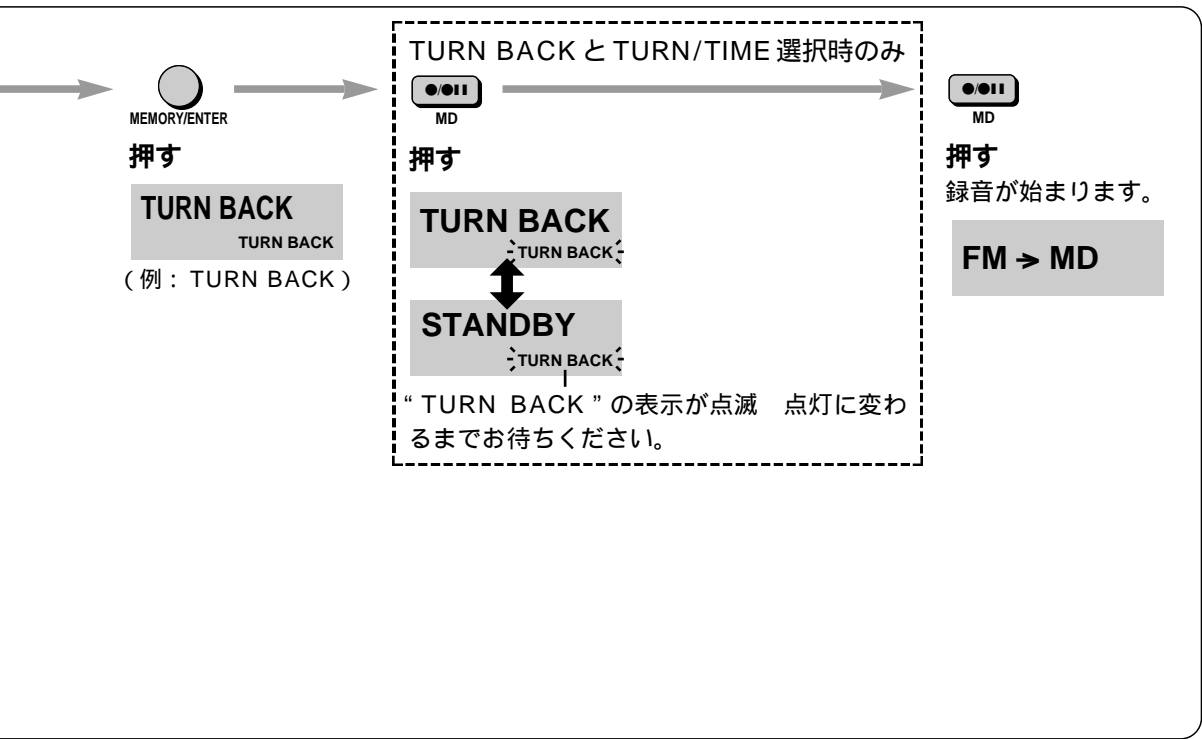 MEMORY/ENTER
押す
TURN BACK
TURN BACK
(例：TURN BACK)
TURN BACK と TURN/TIME 選択時のみ
●/●II
MD
押す
TURN BACK
TURN BACK
STANDBY
TURN BACK
“TURN BACK”の表示が点滅　点灯に変わ
るまでお待ちください。
●/●II
MD
押す
録音が始まります。
FM → MD